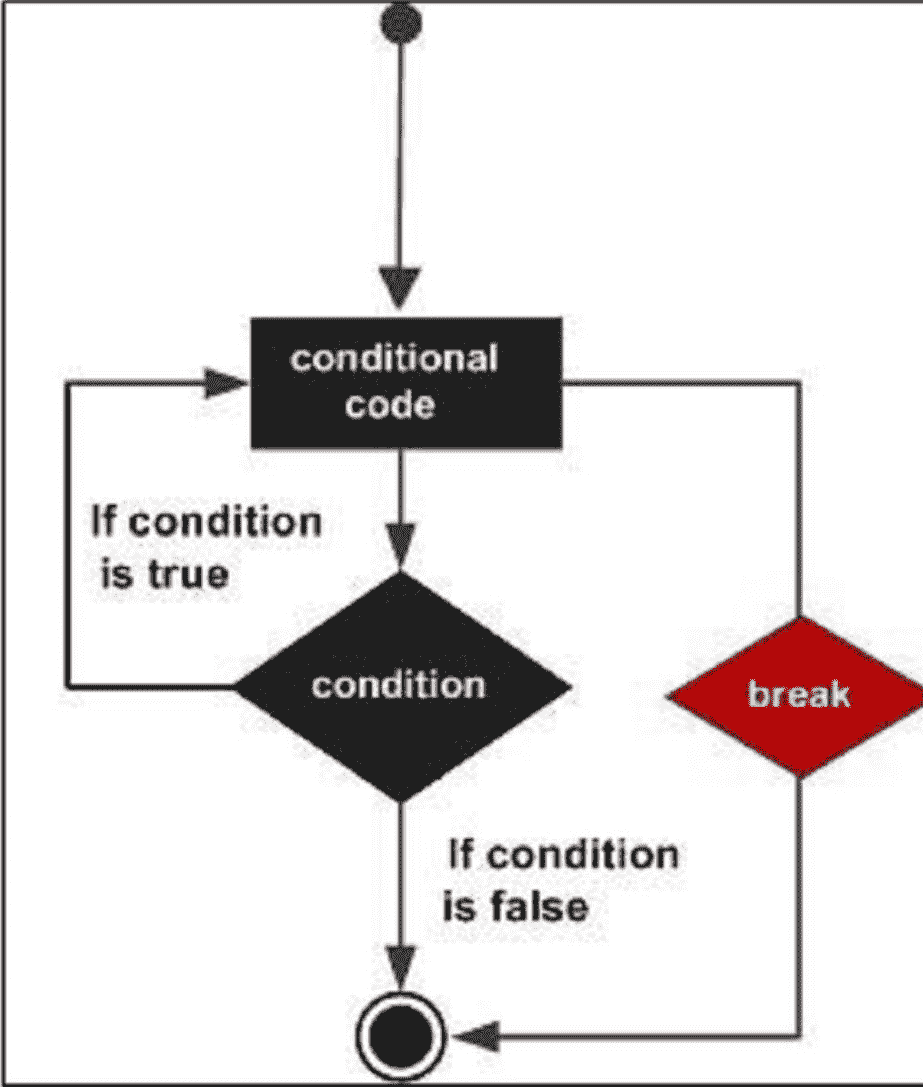 conditional
code
If condition
is true
condition
break
If condition
is false